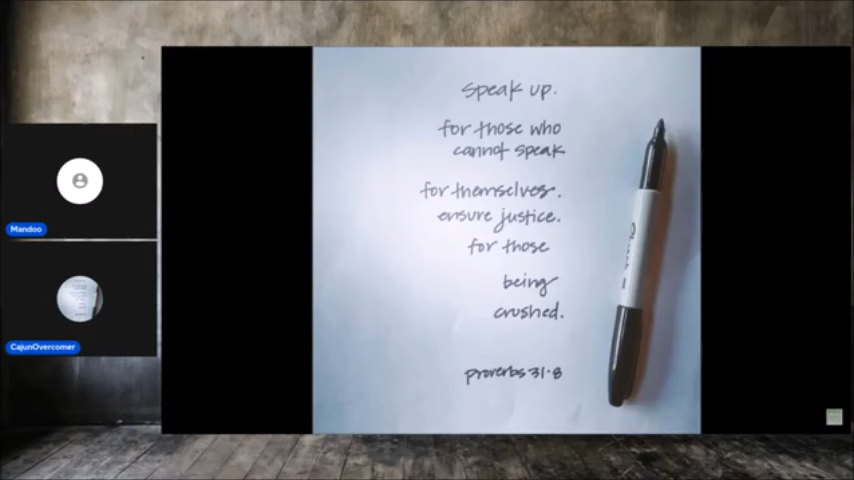 speak up.
for those who
cannot speak
for themselves.
ensure justice.
for those
being
crushed.
proverbs 31.8
Mandoo
CajunOvercomer